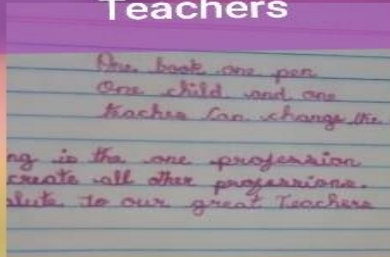 Teachers
One book one pen
One child and one
teacher can change the
ng is the one profession
create all other professions.
alute to our great Teachers